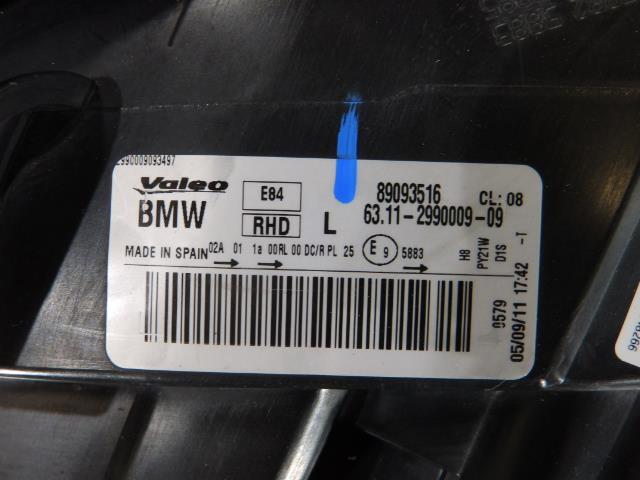 2990009093497
Valeo E84 89093516 CL: 08
BMW RHD L 63.11-2990009-09
MADE IN SPAIN 02A 01 1a 00RL 00 DC/R PL 25 E 9 5883
H8 PY21W D1S -T
0579 05/09/11 17:42